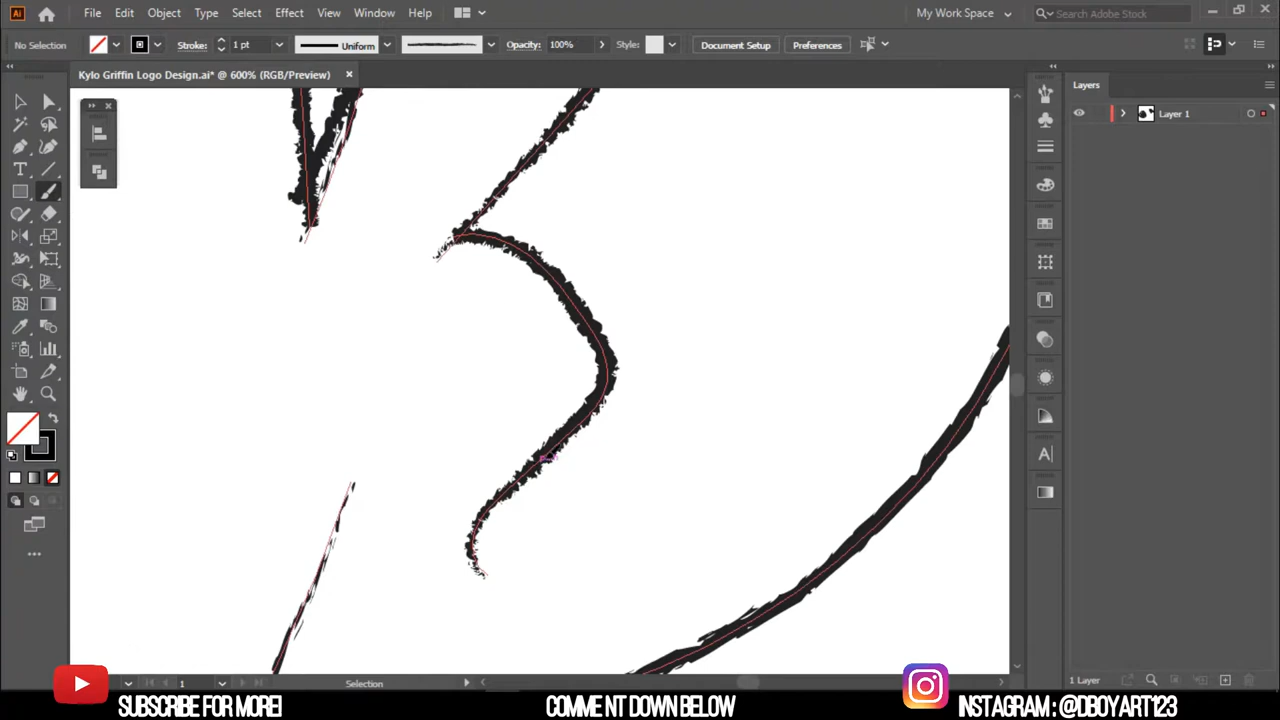 Ai File Edit Object Type Select Effect View Window Help My Work Space Search Adobe Stock
No Selection Stroke: 1 pt Uniform Opacity: 100% Style: Document Setup Preferences
Kylo Griffin Logo Design.ai* @ 600% (RGB/Preview)
Layers
Layer 1
1 Selection 1 Layer
SUBSCRIBE FOR MORE! COMMENT DOWN BELOW INSTAGRAM : @DBOYART123